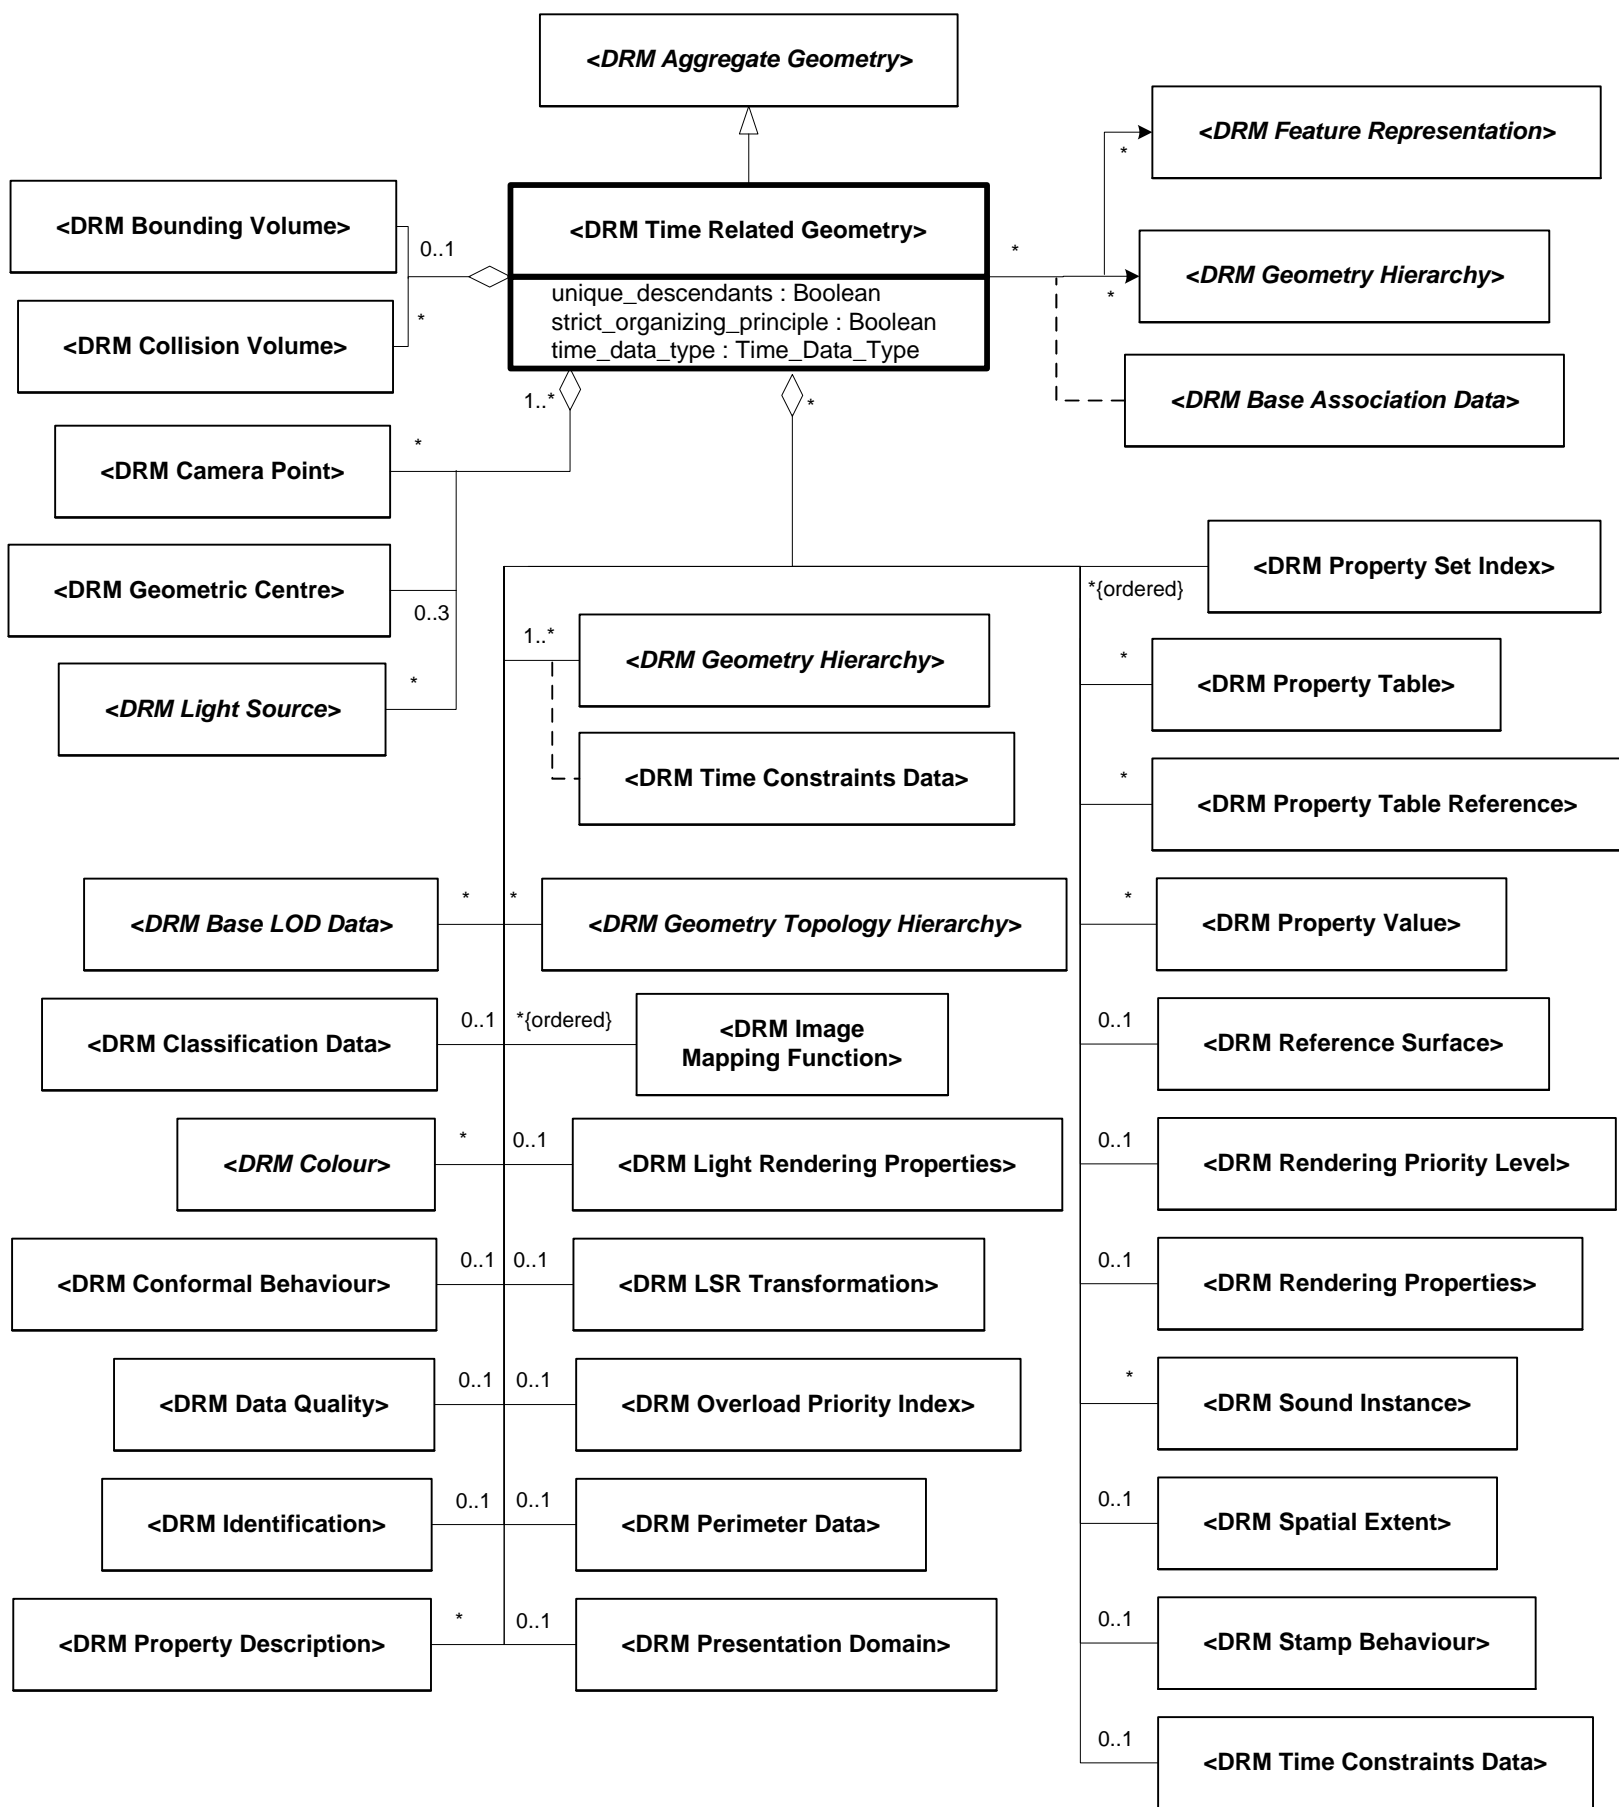 <DRM Aggregate Geometry>
<DRM Feature Representation>
*
<DRM Bounding Volume>
0..1
<DRM Time Related Geometry>
*
<DRM Geometry Hierarchy>
*
unique_descendants : Boolean
strict_organizing_principle : Boolean
time_data_type : Time_Data_Type
*
<DRM Collision Volume>
<DRM Base Association Data>
1..*
*
*
<DRM Camera Point>
<DRM Geometric Centre>
0..3
<DRM Property Set Index>
*{ordered}
1..*
<DRM Geometry Hierarchy>
*
<DRM Property Table>
*
<DRM Light Source>
<DRM Time Constraints Data>
*
<DRM Property Table Reference>
<DRM Base LOD Data>
*
*
<DRM Geometry Topology Hierarchy>
*
<DRM Property Value>
<DRM Classification Data>
0..1
*{ordered}
<DRM Image
Mapping Function>
0..1
<DRM Reference Surface>
<DRM Colour>
*
0..1
<DRM Light Rendering Properties>
0..1
<DRM Rendering Priority Level>
<DRM Conformal Behaviour>
0..1
0..1
<DRM LSR Transformation>
0..1
<DRM Rendering Properties>
<DRM Data Quality>
0..1
0..1
<DRM Overload Priority Index>
*
<DRM Sound Instance>
<DRM Identification>
0..1
0..1
<DRM Perimeter Data>
0..1
<DRM Spatial Extent>
<DRM Property Description>
*
0..1
<DRM Presentation Domain>
0..1
<DRM Stamp Behaviour>
0..1
<DRM Time Constraints Data>